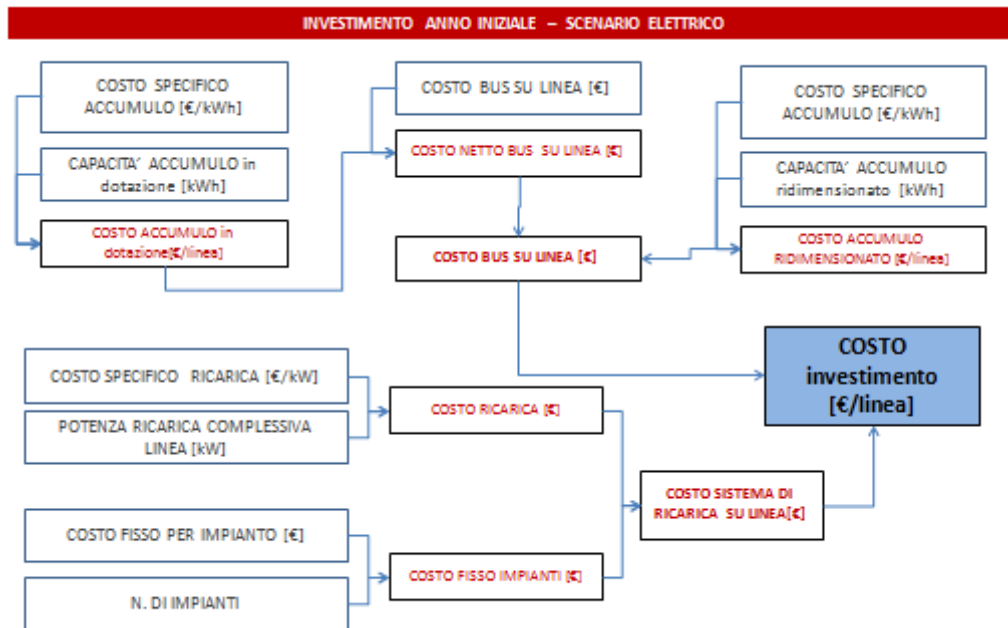 INVESTIMENTO ANNO INIZIALE – SCENARIO ELETTRICO
COSTO SPECIFICO
ACCUMULO [€/kWh]
CAPACITA’ ACCUMULO in
dotazione [kWh]
COSTO ACCUMULO in
dotazione[€/linea]
COSTO BUS SU LINEA [€]
COSTO NETTO BUS SU LINEA [€]
COSTO BUS SU LINEA [€]
COSTO SPECIFICO
ACCUMULO [€/kWh]
CAPACITA’ ACCUMULO
ridimensionato [kWh]
COSTO ACCUMULO
RIDIMENSIONATO [€/linea]
COSTO
investimento
[€/linea]
COSTO SPECIFICO RICARICA [€/kW]
POTENZA RICARICA COMPLESSIVA
LINEA [kW]
COSTO RICARICA [€]
COSTO SISTEMA DI
RICARICA SU LINEA[€]
COSTO FISSO PER IMPIANTO [€]
N. DI IMPIANTI
COSTO FISSO IMPIANTI [€]